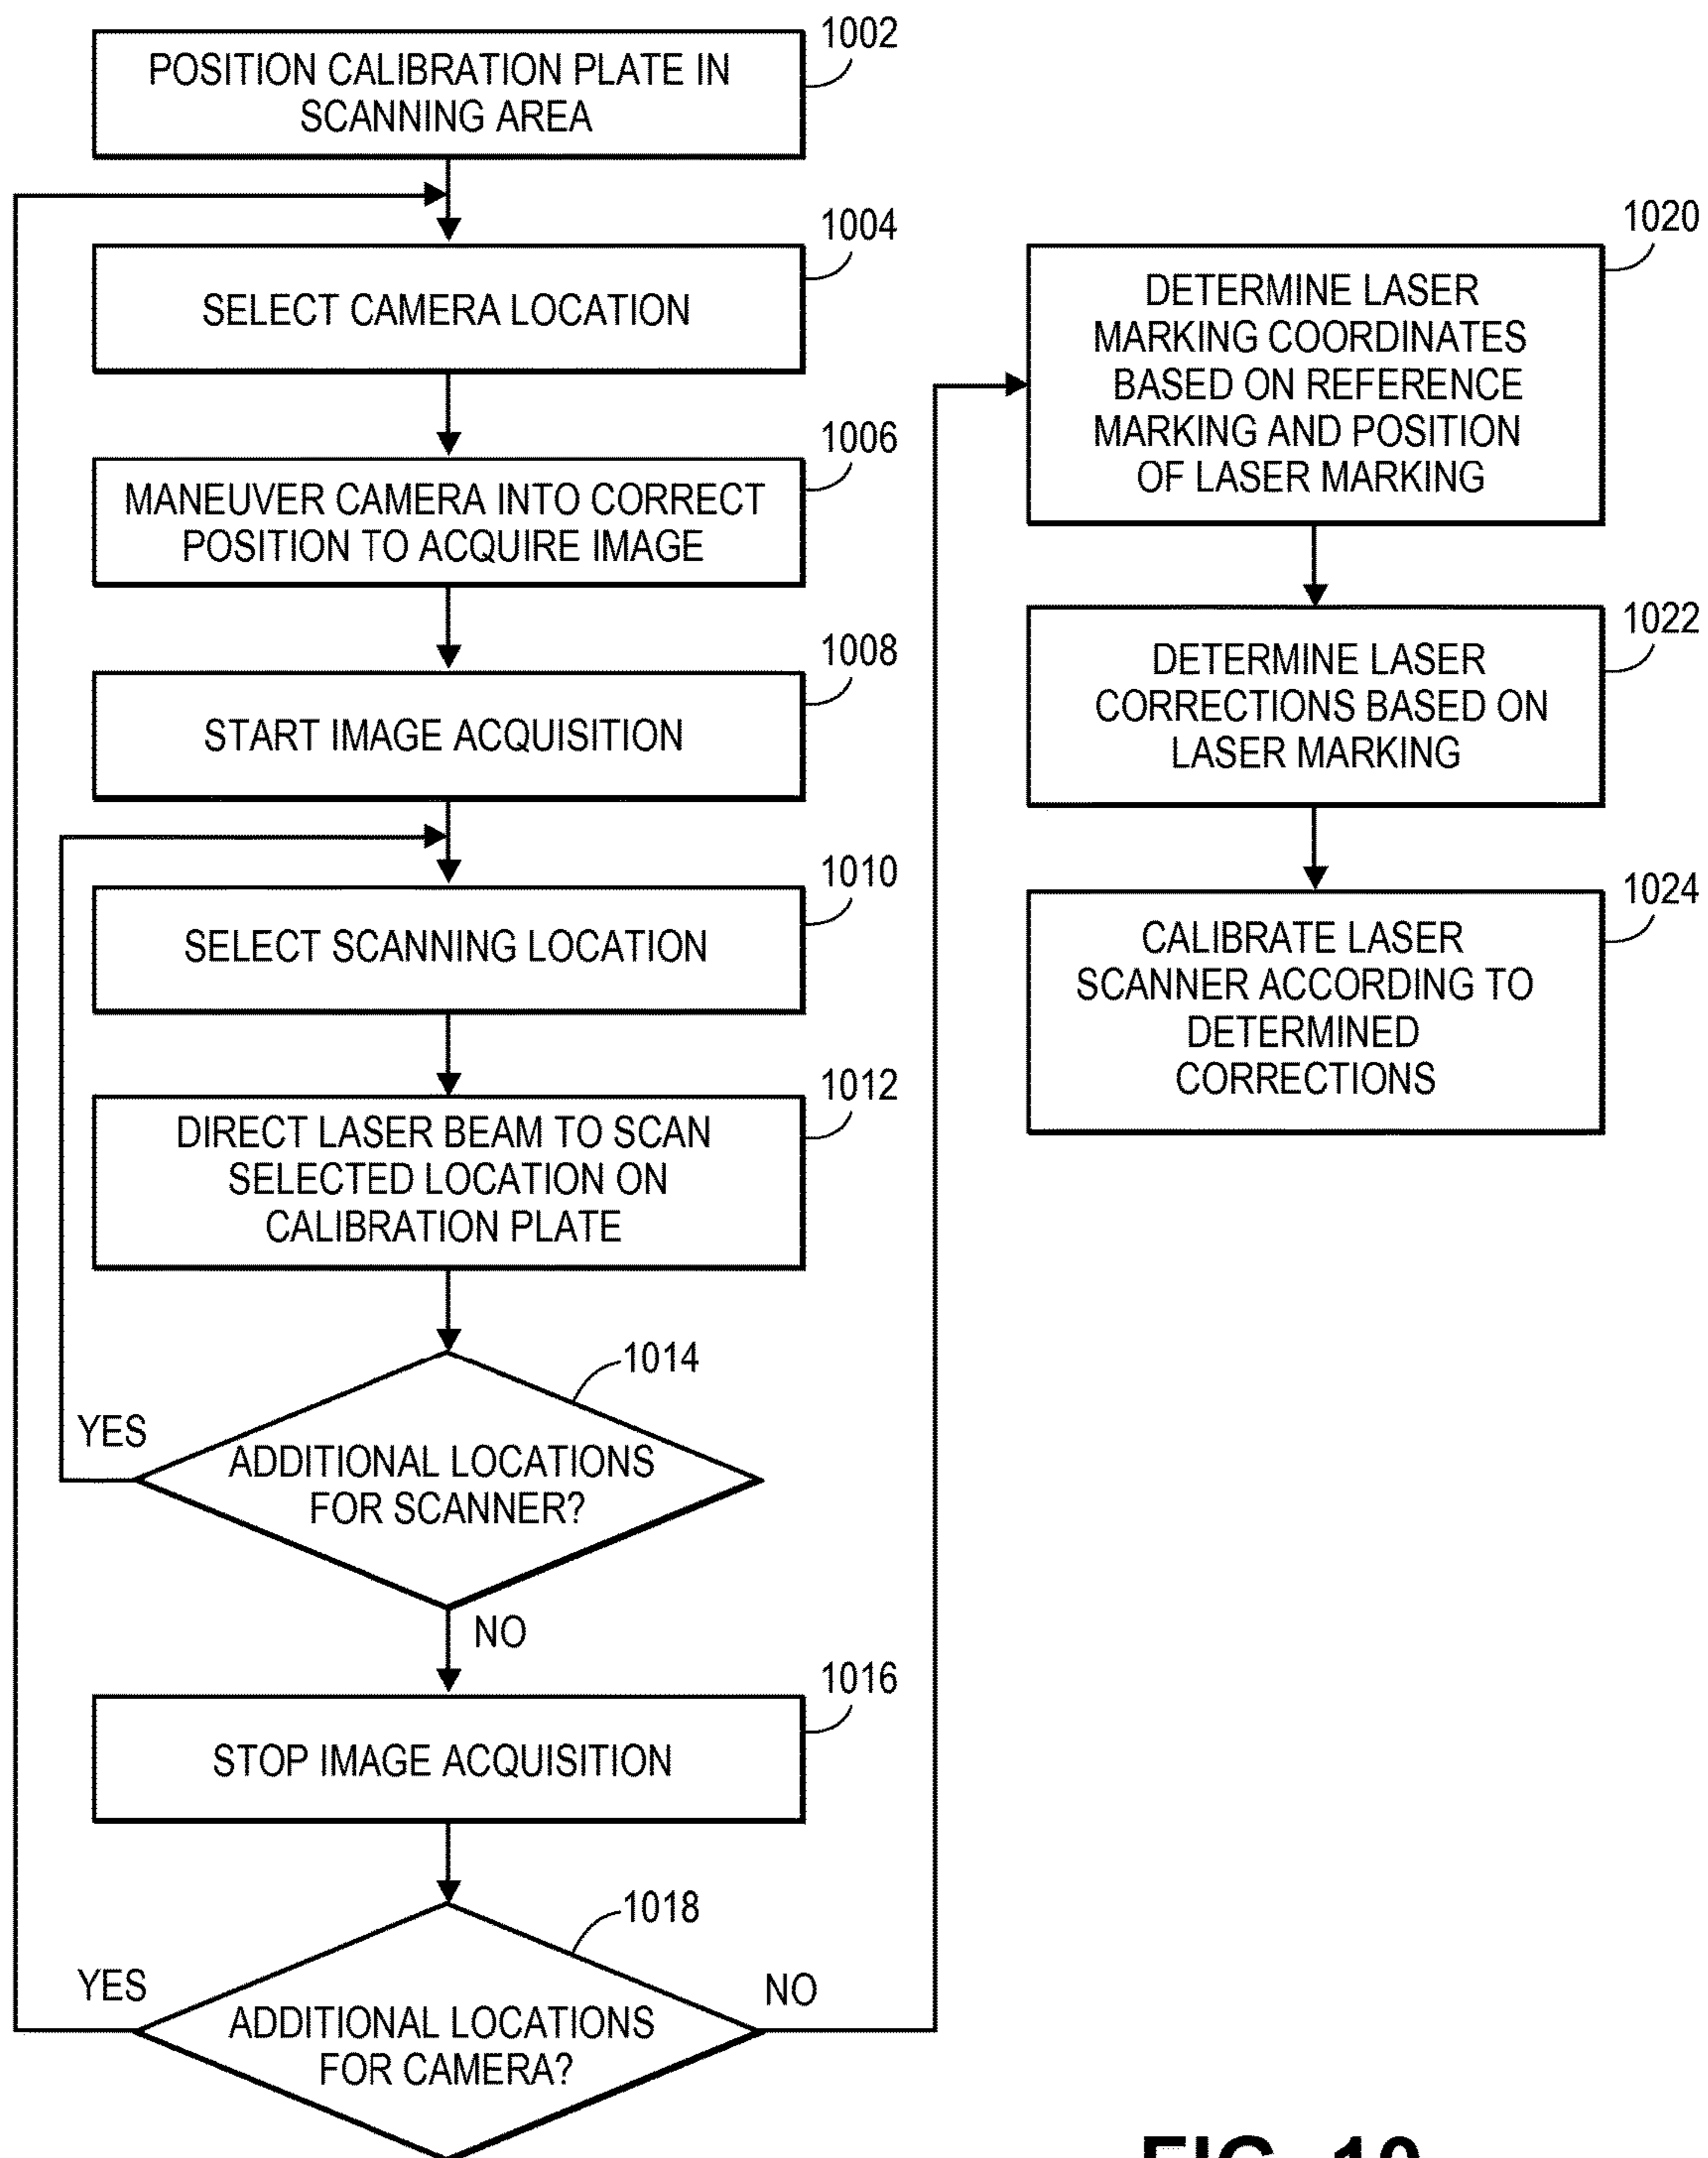 1002
POSITION CALIBRATION PLATE IN
SCANNING AREA
1004
SELECT CAMERA LOCATION
1006
MANEUVER CAMERA INTO CORRECT
POSITION TO ACQUIRE IMAGE
1008
START IMAGE ACQUISITION
1010
SELECT SCANNING LOCATION
1012
DIRECT LASER BEAM TO SCAN
SELECTED LOCATION ON
CALIBRATION PLATE
1014
YES
ADDITIONAL LOCATIONS
FOR SCANNER?
NO
1016
STOP IMAGE ACQUISITION
1018
YES
NO
ADDITIONAL LOCATIONS
FOR CAMERA?
1020
DETERMINE LASER
MARKING COORDINATES
BASED ON REFERENCE
MARKING AND POSITION
OF LASER MARKING
1022
DETERMINE LASER
CORRECTIONS BASED ON
LASER MARKING
1024
CALIBRATE LASER
SCANNER ACCORDING TO
DETERMINED
CORRECTIONS
FIG.